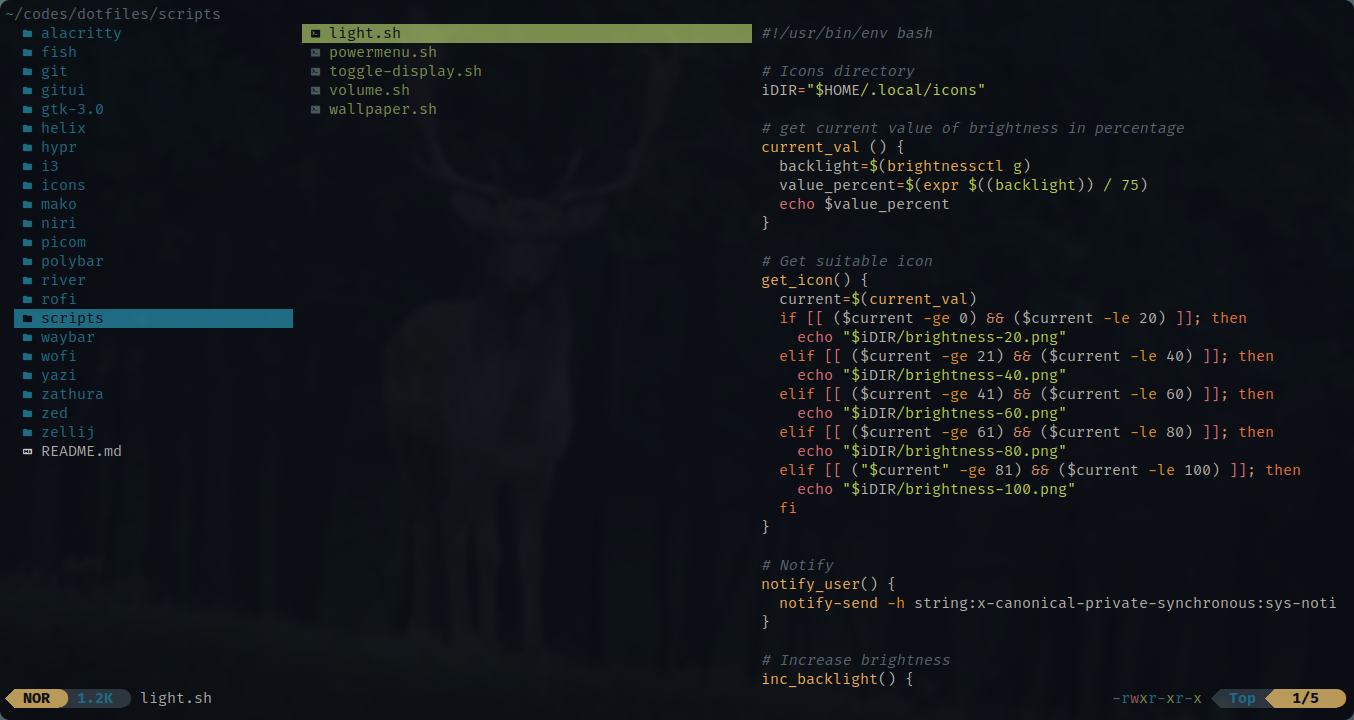 ~/codes/dotfiles/scripts
alacritty
fish
git
gitui
gtk-3.0
helix
hypr
i3
icons
mako
niri
picom
polybar
river
rofi
scripts
waybar
wofi
yazi
zathura
zed
zellij
README.md
light.sh
powermenu.sh
toggle-display.sh
volume.sh
wallpaper.sh
#!/usr/bin/env bash
# Icons directory
iDIR="$HOME/.local/icons"
# get current value of brightness in percentage
current_val () {
  backlight=$(brightnessctl g)
  value_percent=$(expr $((backlight)) / 75)
  echo $value_percent
}
# Get suitable icon
get_icon() {
  current=$(current_val)
  if [[ ($current -ge 0) && ($current -le 20) ]]; then
    echo "$iDIR/brightness-20.png"
  elif [[ ($current -ge 21) && ($current -le 40) ]]; then
    echo "$iDIR/brightness-40.png"
  elif [[ ($current -ge 41) && ($current -le 60) ]]; then
    echo "$iDIR/brightness-60.png"
  elif [[ ($current -ge 61) && ($current -le 80) ]]; then
    echo "$iDIR/brightness-80.png"
  elif [[ ("$current" -ge 81) && ($current -le 100) ]]; then
    echo "$iDIR/brightness-100.png"
  fi
}
# Notify
notify_user() {
  notify-send -h string:x-canonical-private-synchronous:sys-noti
}
# Increase brightness
inc_backlight() {
NOR 1.2K light.sh -rwxr-xr-x Top 1/5